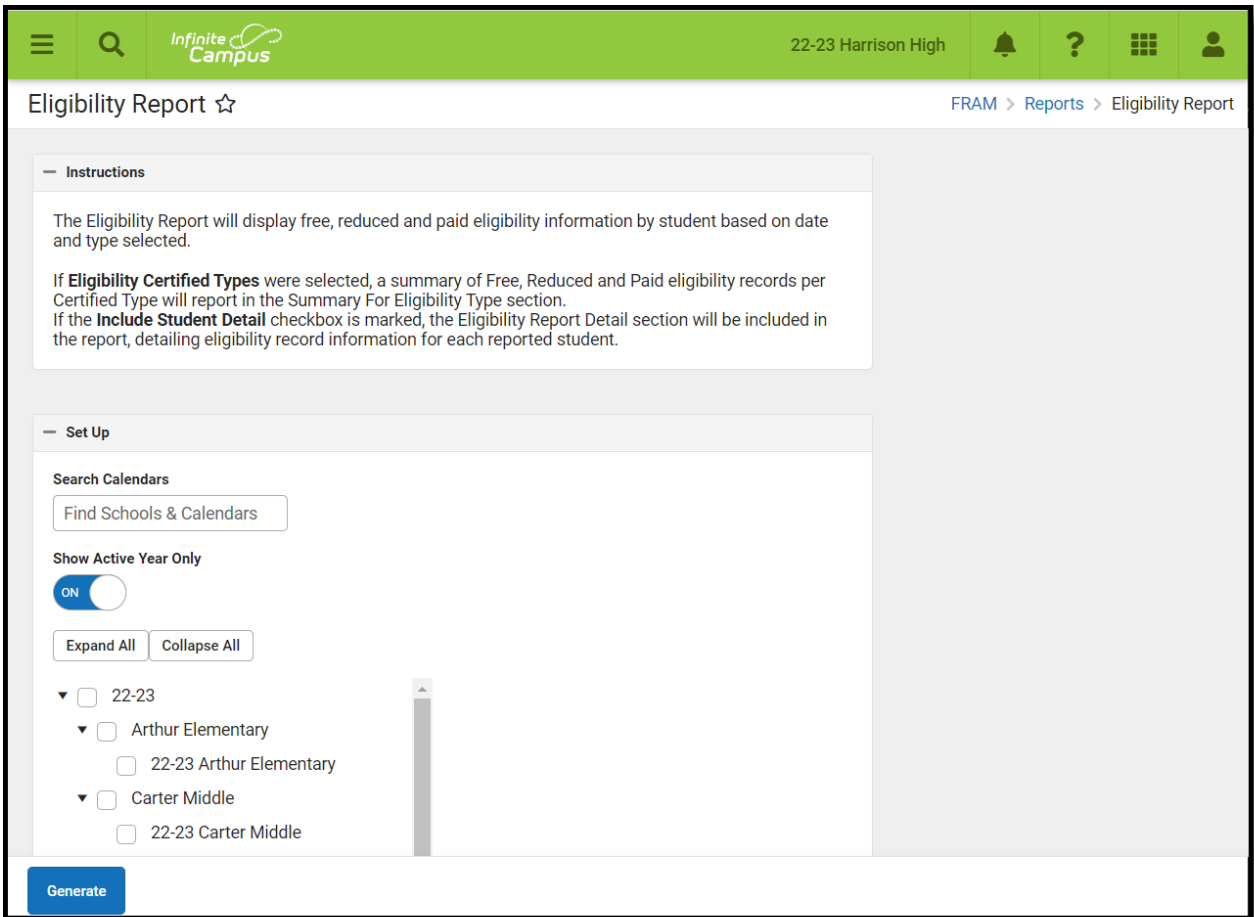 Infinite Campus
22-23 Harrison High
?
Eligibility Report
FRAM > Reports > Eligibility Report
Instructions
The Eligibility Report will display free, reduced and paid eligibility information by student based on date
and type selected.
If Eligibility Certified Types were selected, a summary of Free, Reduced and Paid eligibility records per
Certified Type will report in the Summary For Eligibility Type section.
If the Include Student Detail checkbox is marked, the Eligibility Report Detail section will be included in
the report, detailing eligibility record information for each reported student.
Set Up
Search Calendars
Find Schools & Calendars
Show Active Year Only
ON
Expand All Collapse All
22-23
Arthur Elementary
22-23 Arthur Elementary
Carter Middle
22-23 Carter Middle
Generate